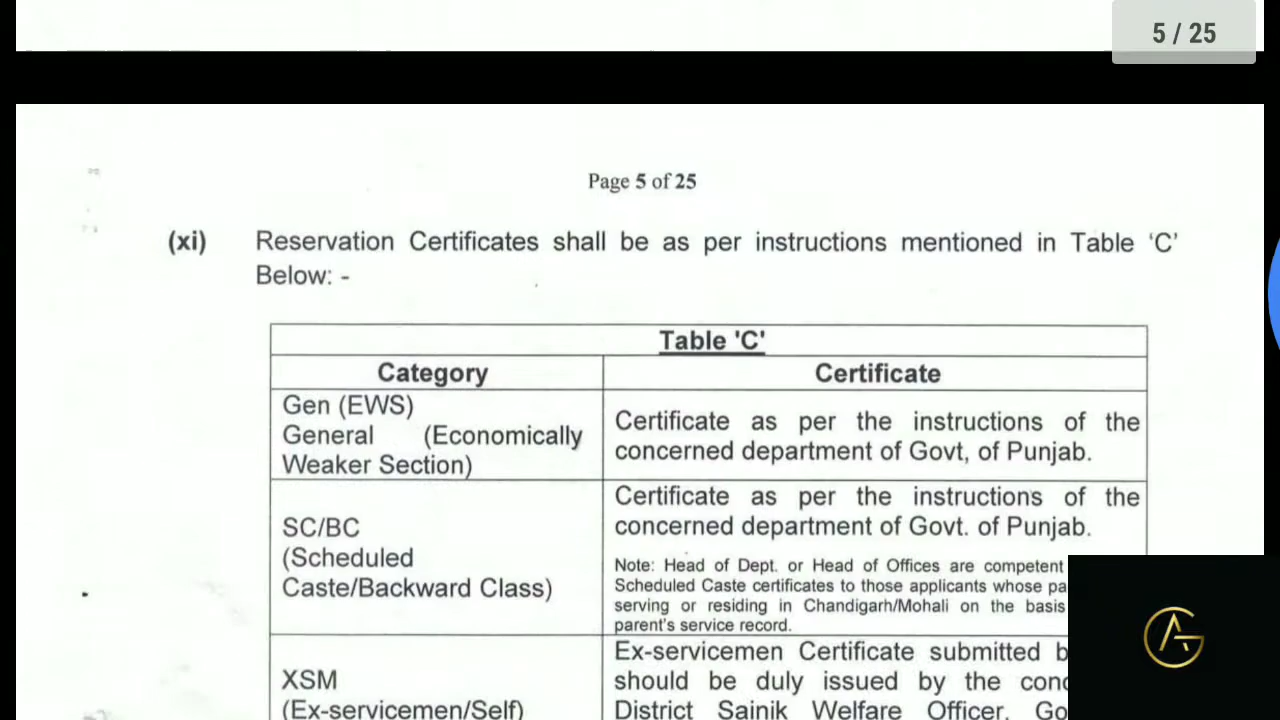 5 / 25
Page 5 of 25
(xi) Reservation Certificates shall be as per instructions mentioned in Table ‘C’
Below: -
Table 'C'
Category Certificate
Gen (EWS)
General (Economically
Weaker Section)
Certificate as per the instructions of the
concerned department of Govt, of Punjab.
SC/BC
(Scheduled
Caste/Backward Class)
Certificate as per the instructions of the
concerned department of Govt. of Punjab.
Note: Head of Dept. or Head of Offices are competent
Scheduled Caste certificates to those applicants whose
serving or residing in Chandigarh/Mohali on the basis
parent's service record.
XSM
(Ex-servicemen/Self)
Ex-servicemen Certificate submitted
should be duly issued by the
District Sainik Welfare Officer,